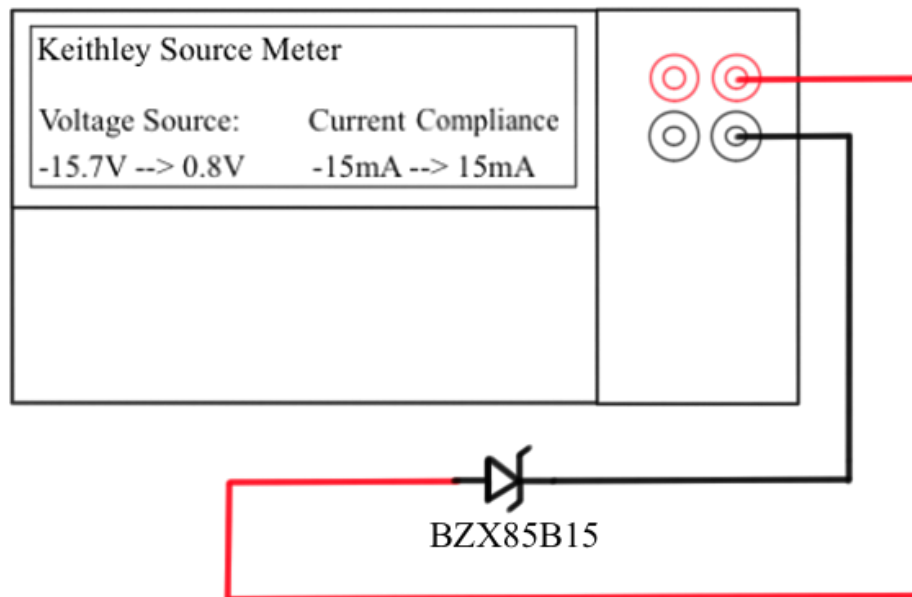 Keithley Source Meter
Voltage Source: Current Compliance
-15.7V --> 0.8V -15mA --> 15mA
BZX85B15